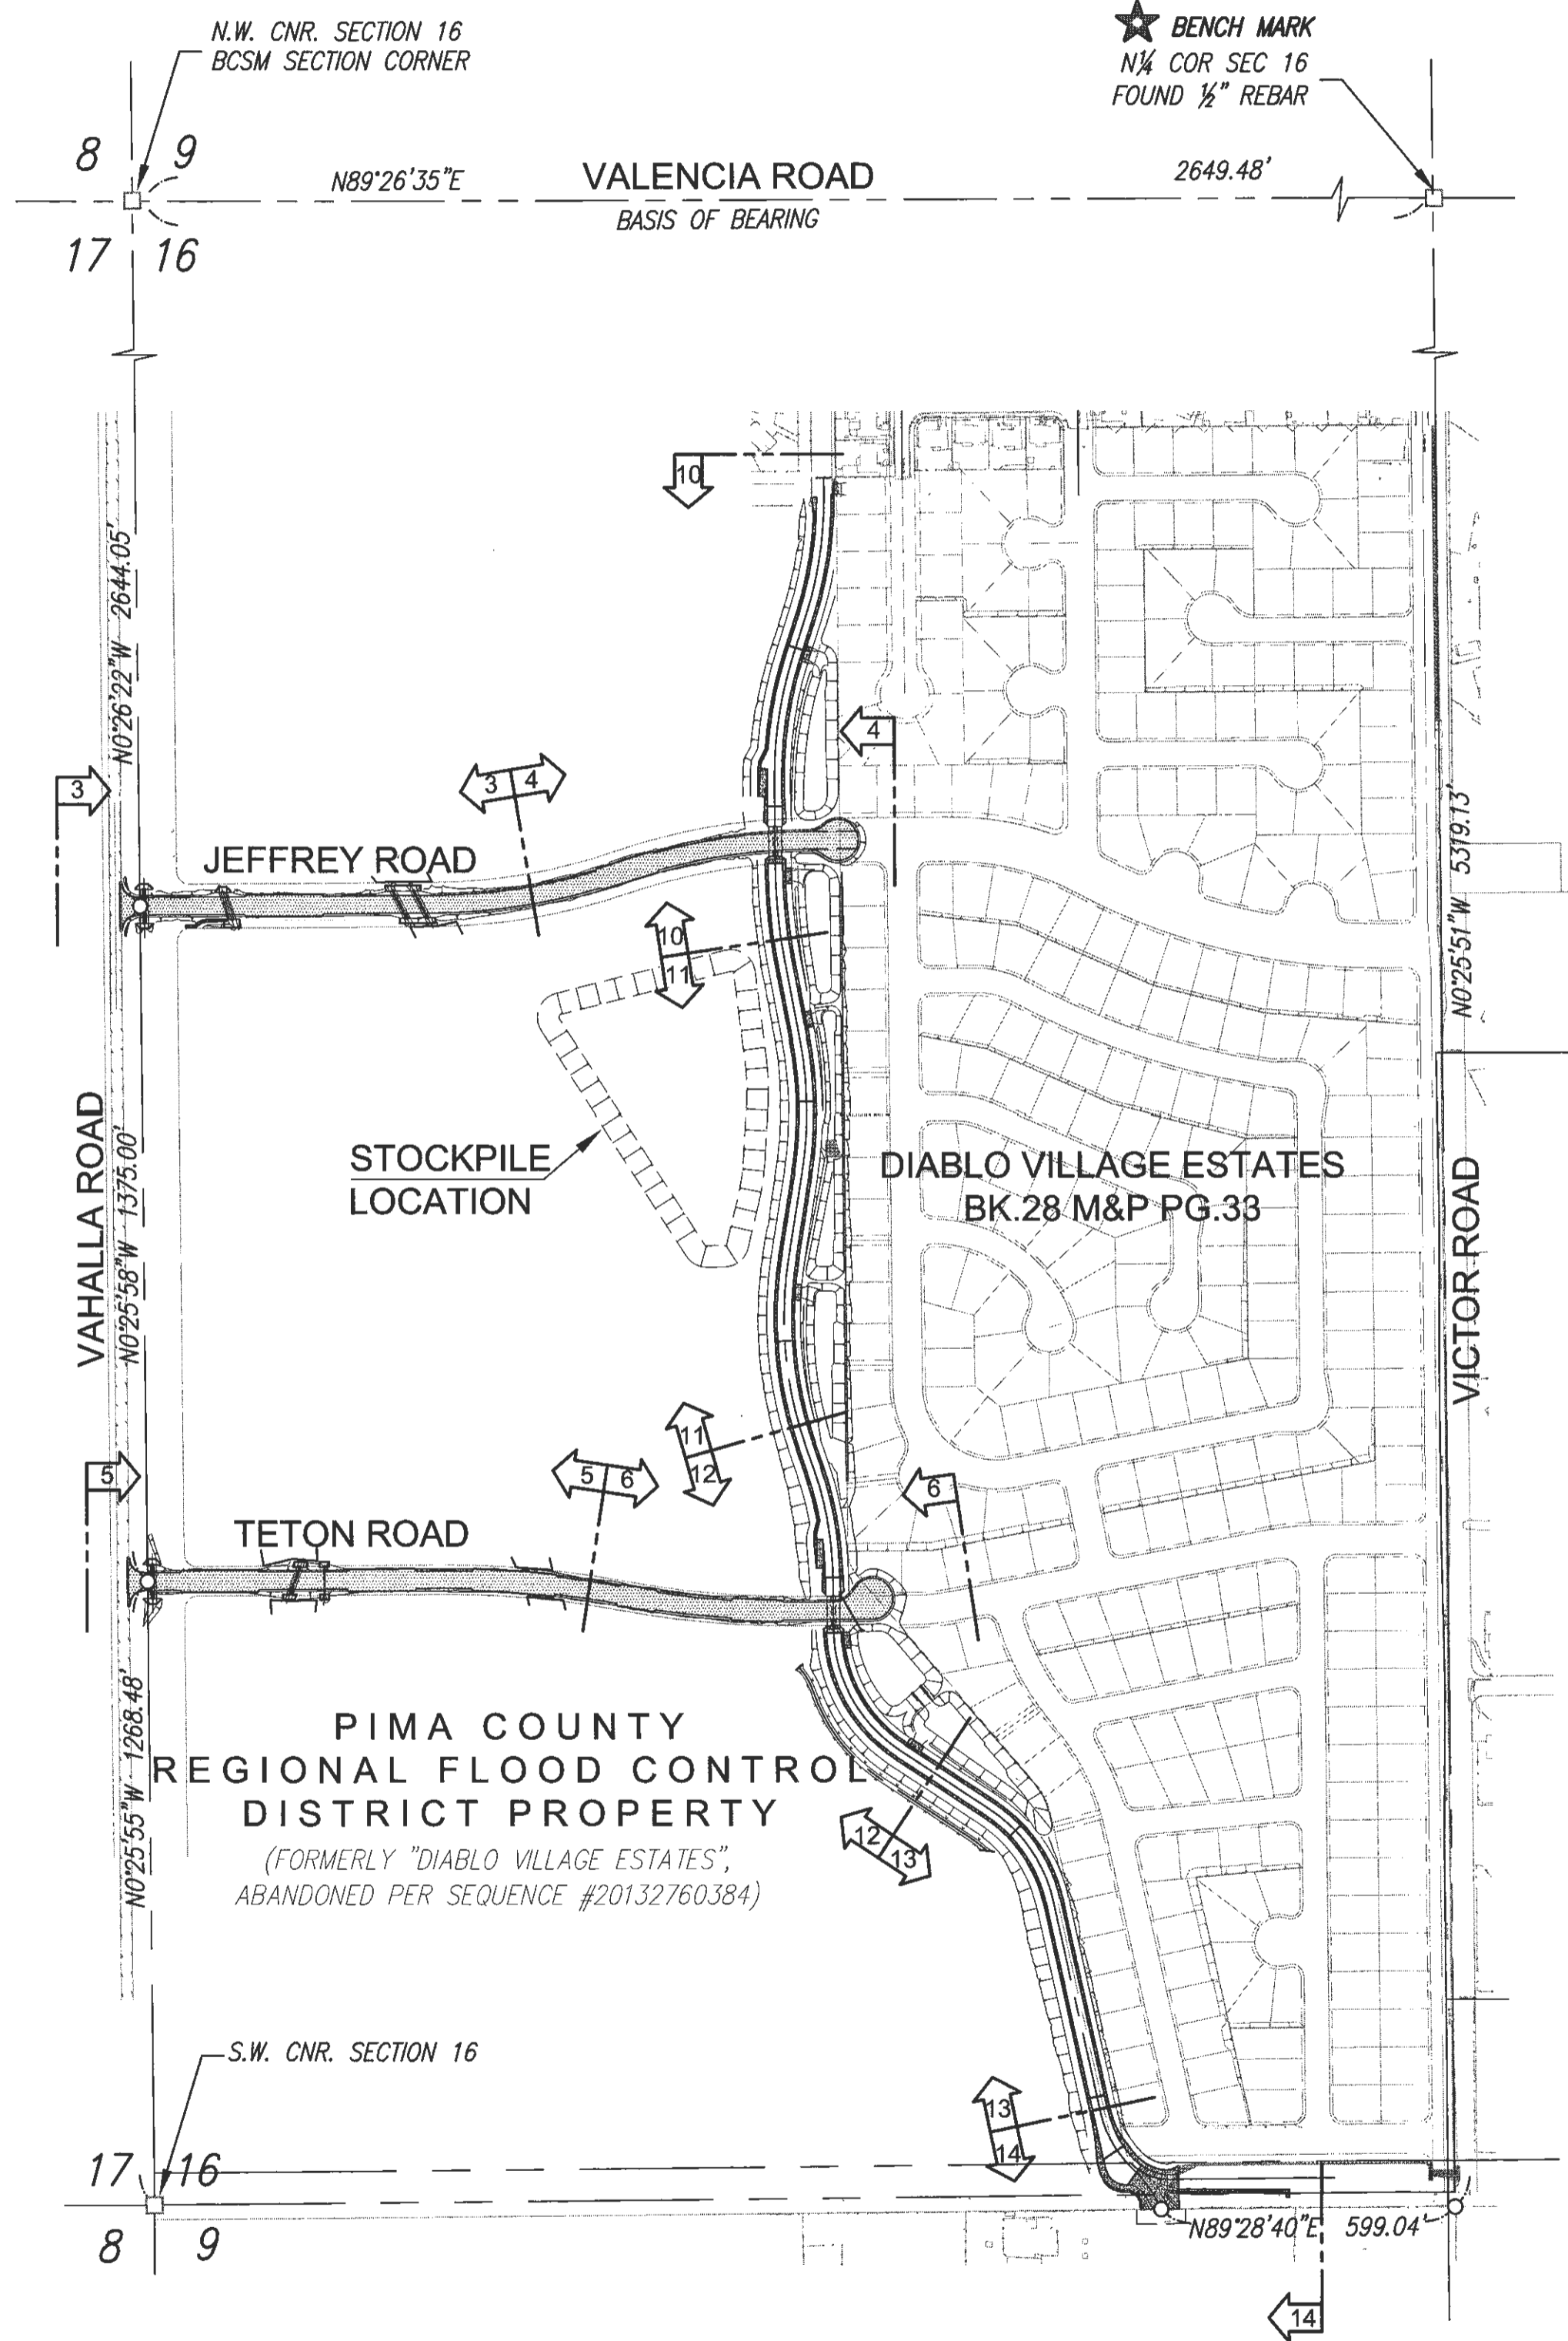 N.W. CNR. SECTION 16
BCSM SECTION CORNER
BENCH MARK
N¼ COR SEC 16
FOUND ½" REBAR
8 9
N89°26'35"E
VALENCIA ROAD
2649.48'
BASIS OF BEARING
17 16
10
N0°26'22"W 2644.05'
4
3
3 4
JEFFREY ROAD
N0°25'51"W 5319.13'
10
11
VAHALLA ROAD
N0°25'58"W 1375.00'
STOCKPILE
LOCATION
DIABLO VILLAGE ESTATES
BK.28 M&P PG.33
VICTOR ROAD
11
12
5
5 6
6
TETON ROAD
N0°25'55"W 1268.48'
PIMA COUNTY
REGIONAL FLOOD CONTROL
DISTRICT PROPERTY
(FORMERLY "DIABLO VILLAGE ESTATES",
ABANDONED PER SEQUENCE #20132760384)
12
13
S.W. CNR. SECTION 16
13
14
17 16
8 9
N89°28'40"E 599.04'
14